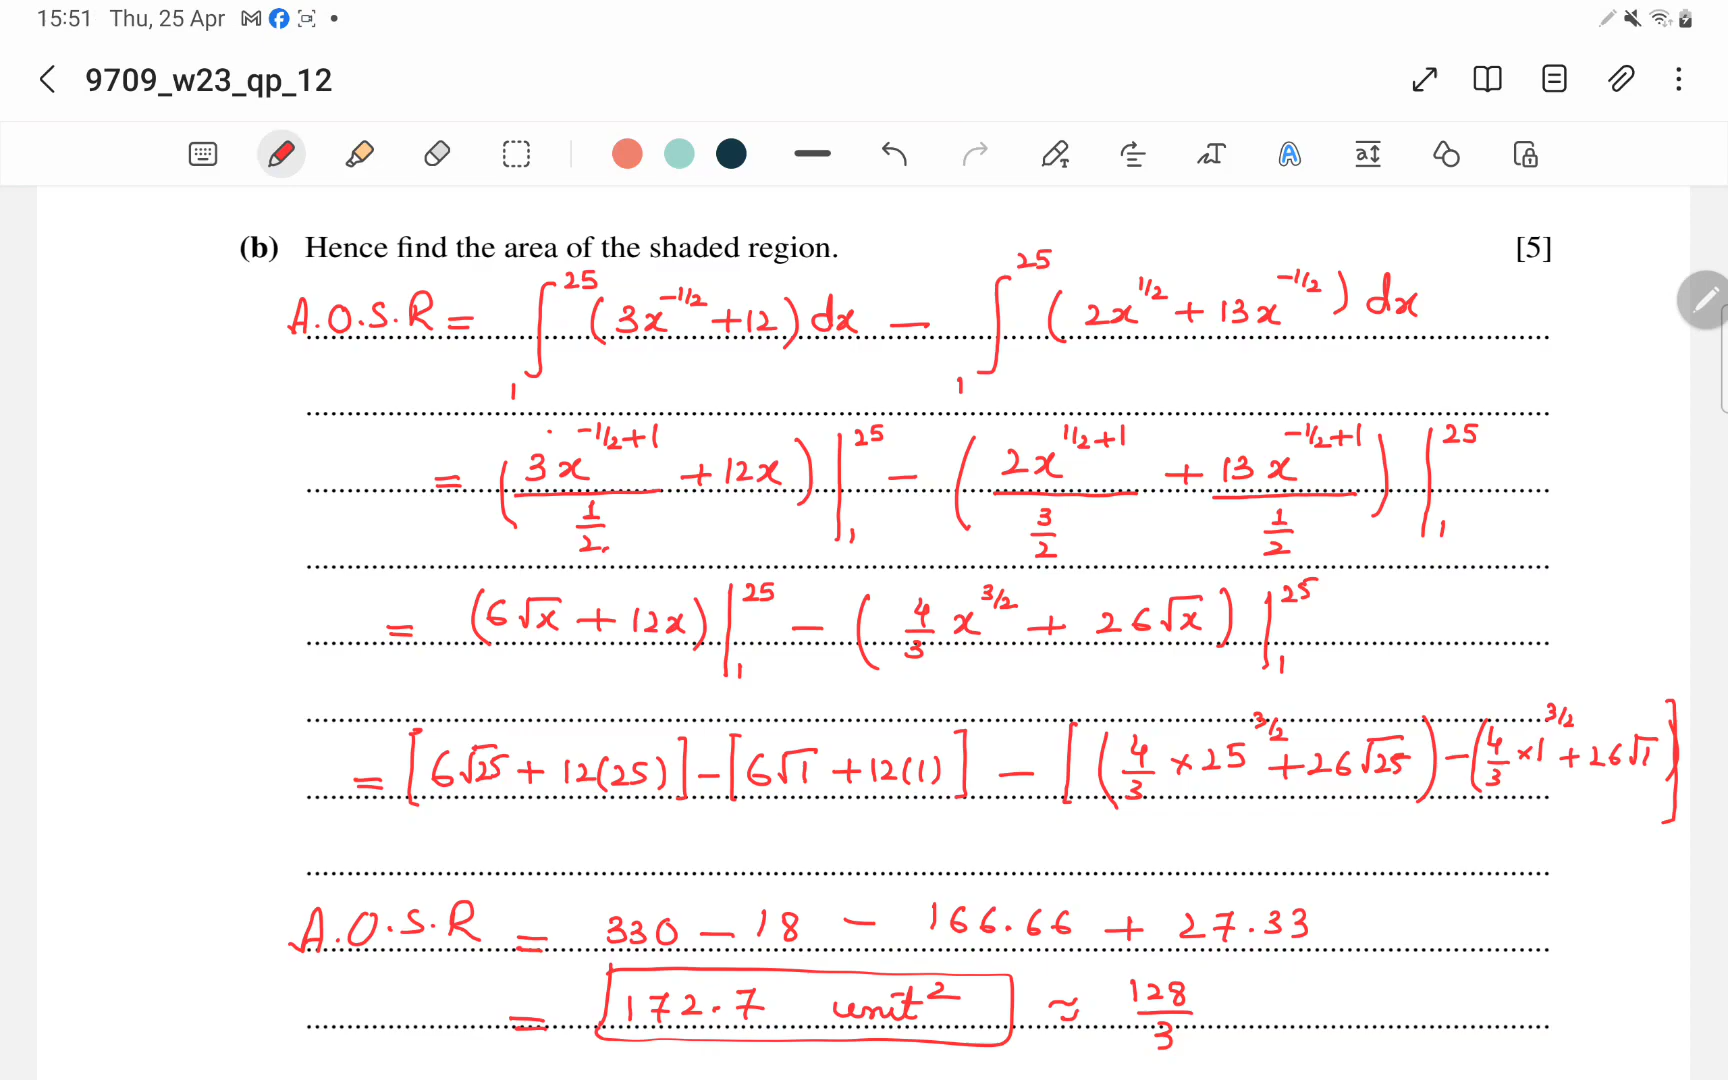 15:51 Thu, 25 Apr
9709_w23_qp_12
(b) Hence find the area of the shaded region. [5]
A.O.S.R = ∫₁²⁵ (3x^(-1/2) + 12) dx − ∫₁²⁵ (2x^(1/2) + 13x^(-1/2)) dx
= (3x^(-1/2+1) / (1/2) + 12x) |₁²⁵ − (2x^(1/2+1) / (3/2) + 13x^(-1/2+1) / (1/2)) |₁²⁵
= (6√x + 12x) |₁²⁵ − (4/3 x^(3/2) + 26√x) |₁²⁵
= [6√25 + 12(25)] − [6√1 + 12(1)] − [(4/3 × 25^(3/2) + 26√25) − (4/3 × 1^(3/2) + 26√1)]
A.O.S.R = 330 − 18 − 166.66 + 27.33
= 172.7 unit² ≈ 128/3